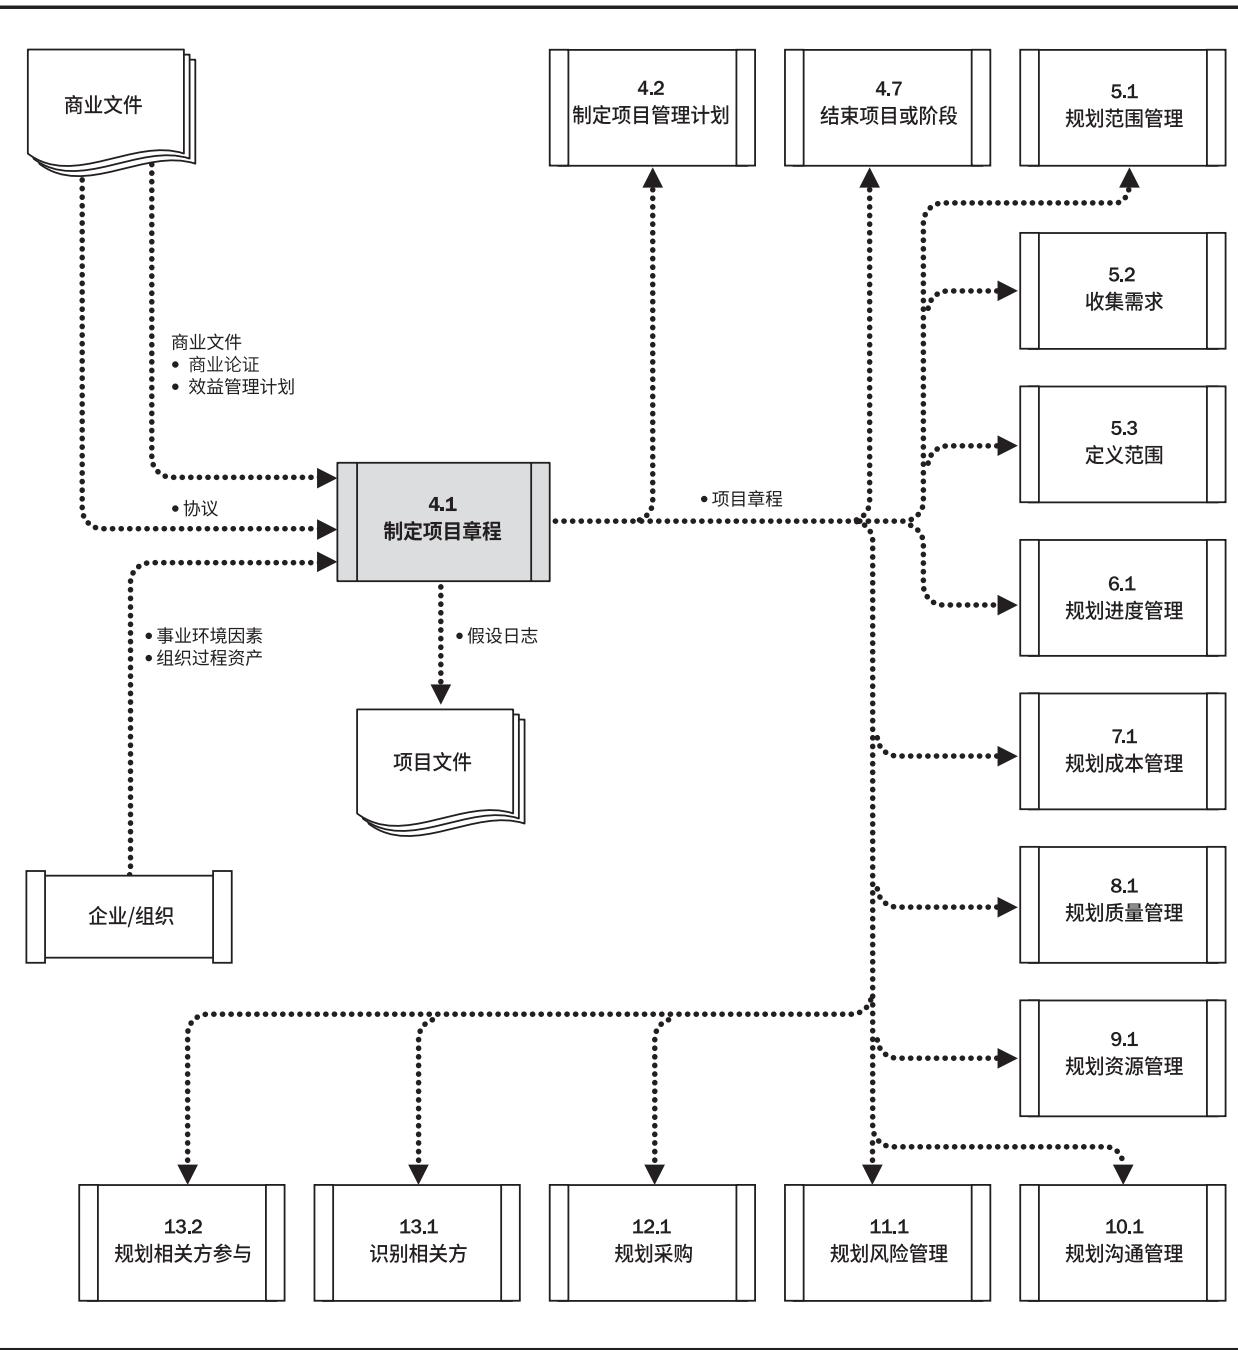 商业文件
4.2
制定项目管理计划
4.7
结束项目或阶段
5.1
规划范围管理
5.2
收集需求
商业文件
● 商业论证
● 效益管理计划
5.3
定义范围
● 协议
4.1
制定项目章程
● 项目章程
6.1
规划进度管理
● 事业环境因素
● 组织过程资产
● 假设日志
项目文件
7.1
规划成本管理
企业/组织
8.1
规划质量管理
9.1
规划资源管理
13.2
规划相关方参与
13.1
识别相关方
12.1
规划采购
11.1
规划风险管理
10.1
规划沟通管理